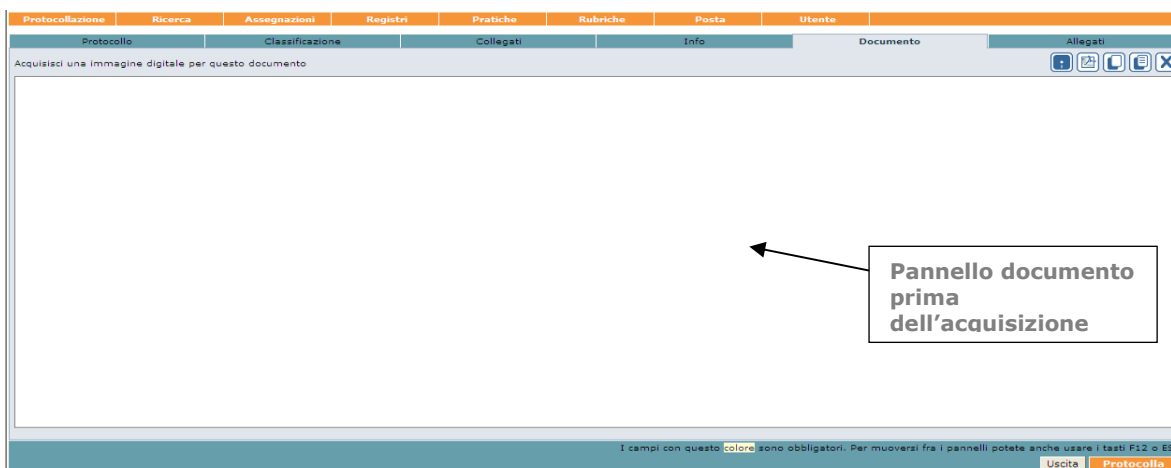 Protocollazione Ricerca Assegnazioni Registri Pratiche Rubriche Posta Utente
Protocollo Classificazione Collegati Info Documento Allegati
Acquisisci una immagine digitale per questo documento
Pannello documento
prima
dell’acquisizione
I campi con questo colore sono obbligatori. Per muoversi fra i pannelli potete anche usare i tasti F12 o ES
Uscita Protocolla